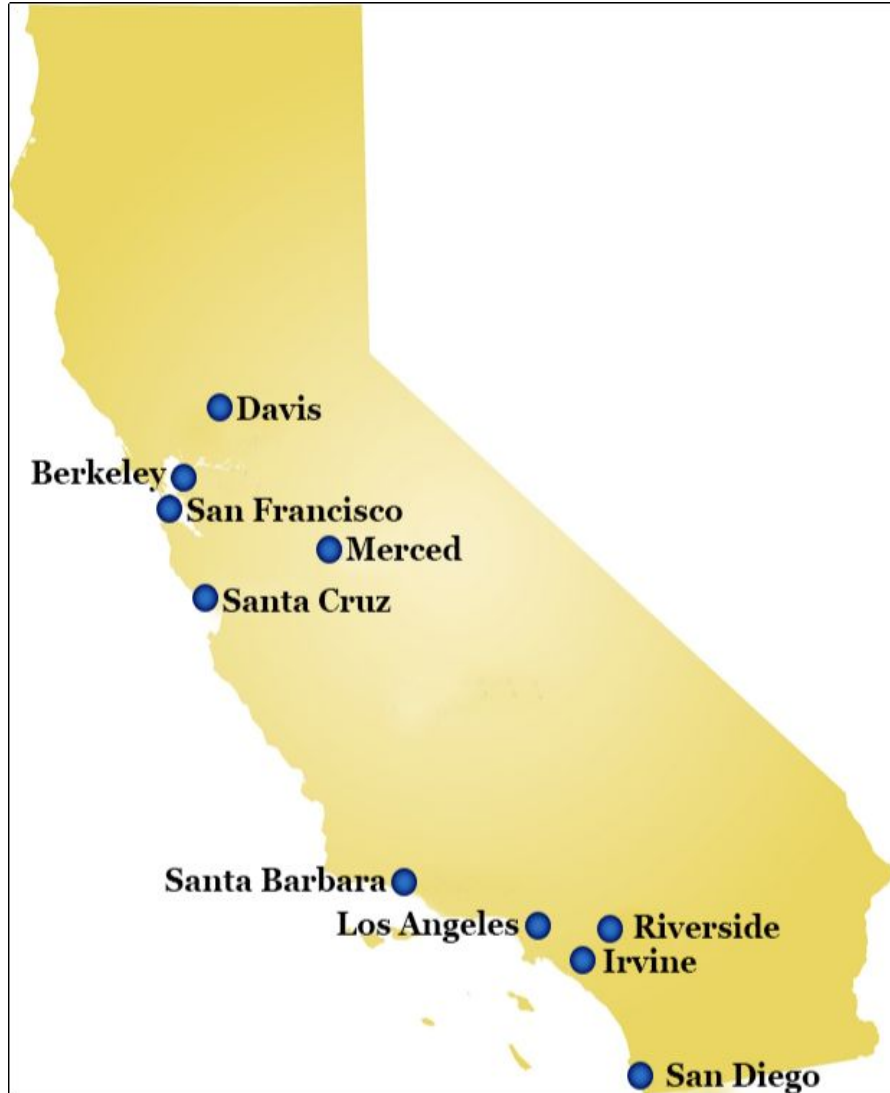 Davis
Berkeley
San Francisco
Merced
Santa Cruz
Santa Barbara
Los Angeles
Riverside
Irvine
San Diego